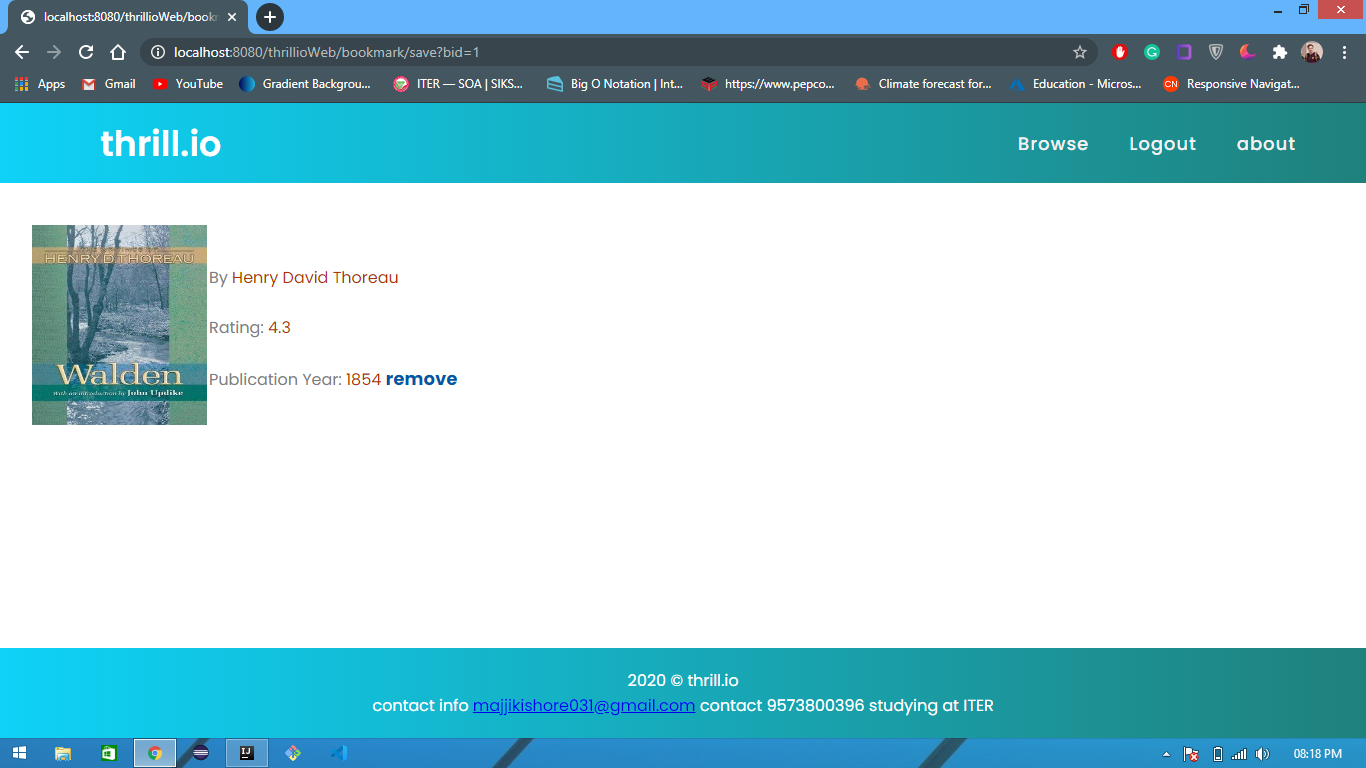 localhost:8080/thrillioWeb/book
localhost:8080/thrillioWeb/bookmark/save?bid=1
Apps Gmail YouTube Gradient Backgrou... ITER — SOA | SIKS... Big O Notation | Int... https://www.pepco... Climate forecast for... Education - Micros... CN Responsive Navigat...
thrill.io Browse Logout about
HENRY D THOREAU
Walden
With an introduction by John Updike
By Henry David Thoreau
Rating: 4.3
Publication Year: 1854 remove
2020 © thrill.io
contact info majjikishore031@gmail.com contact 9573800396 studying at ITER
08:18 PM